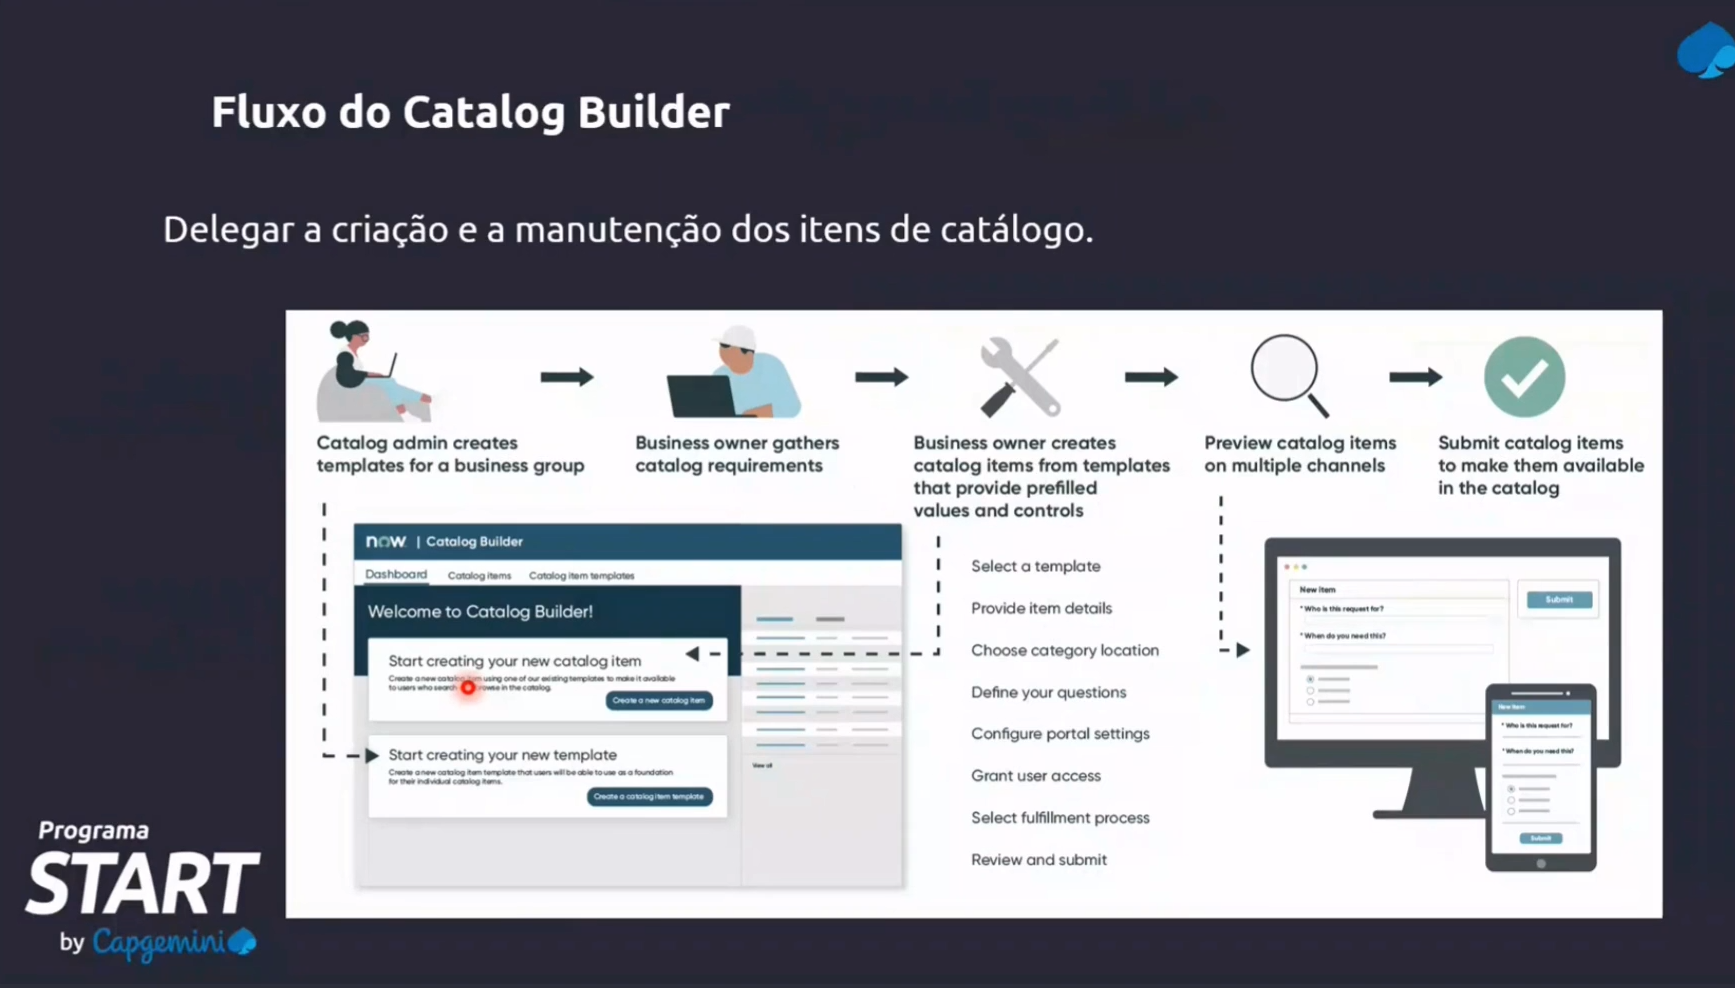 Fluxo do Catalog Builder
Delegar a criação e a manutenção dos itens de catálogo.
Catalog admin creates
templates for a business group
Business owner gathers
catalog requirements
Business owner creates
catalog items from templates
that provide prefilled
values and controls
Preview catalog items
on multiple channels
Submit catalog items
to make them available
in the catalog
now. | Catalog Builder
Dashboard Catalog items Catalog item templates
Welcome to Catalog Builder!
Start creating your new catalog item
Create a new catalog item using one of our existing templates to make it available
to users who search browse in the catalog.
Create a new catalog item
Start creating your new template
Create a new catalog item template that users will be able to use as a foundation
for their individual catalog items.
Create a catalog item template
View all
Select a template
Provide item details
Choose category location
Define your questions
Configure portal settings
Grant user access
Select fulfillment process
Review and submit
New item
* Who is this request for?
* When do you need this?
Submit
New item
* Who is this request for?
* When do you need this?
Submit
Programa
START
by Capgemini